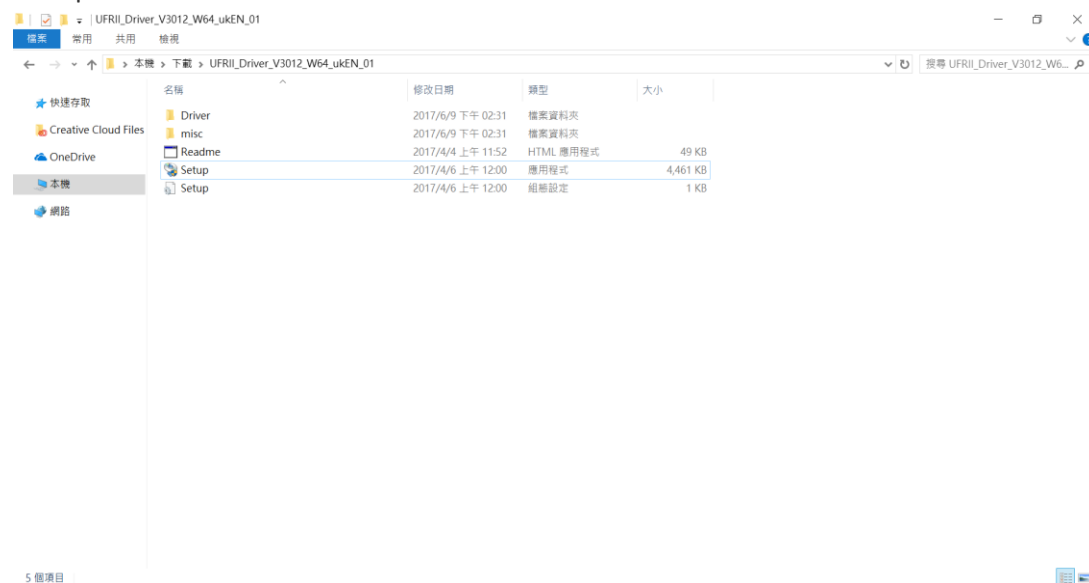 UFRII_Driver_V3012_W64_ukEN_01
檔案 常用 共用 檢視
本機 > 下載 > UFRII_Driver_V3012_W64_ukEN_01
搜尋 UFRII_Driver_V3012_W6...
名稱 修改日期 類型 大小
快速存取
Creative Cloud Files
OneDrive
本機
網路
Driver 2017/6/9 下午 02:31 檔案資料夾
misc 2017/6/9 下午 02:31 檔案資料夾
Readme 2017/4/4 上午 11:52 HTML 應用程式 49 KB
Setup 2017/4/6 上午 12:00 應用程式 4,461 KB
Setup 2017/4/6 上午 12:00 組態設定 1 KB
5 個項目